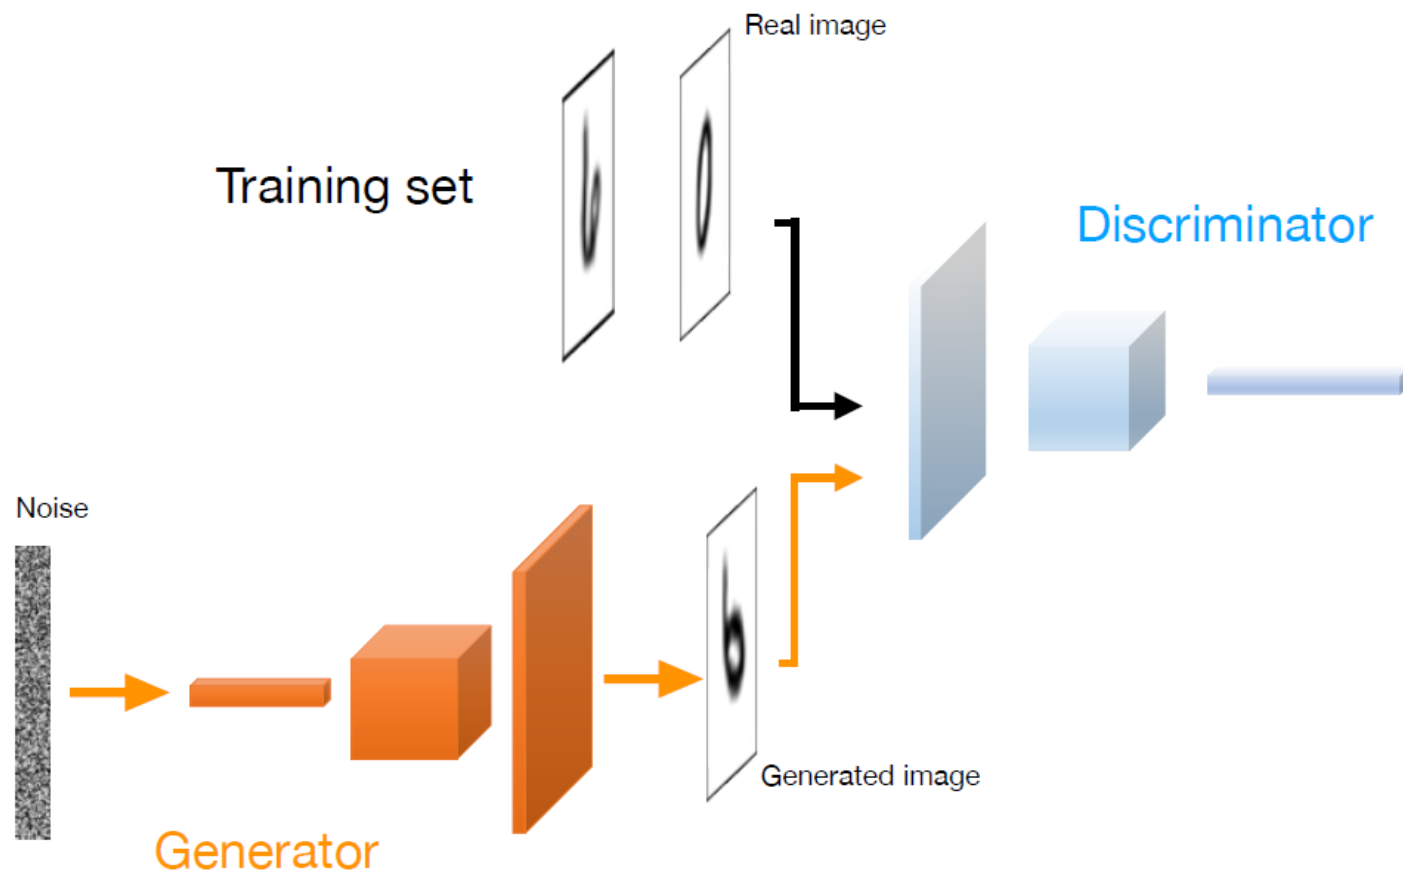 Real image
Training set
Discriminator
Noise
Generated image
Generator